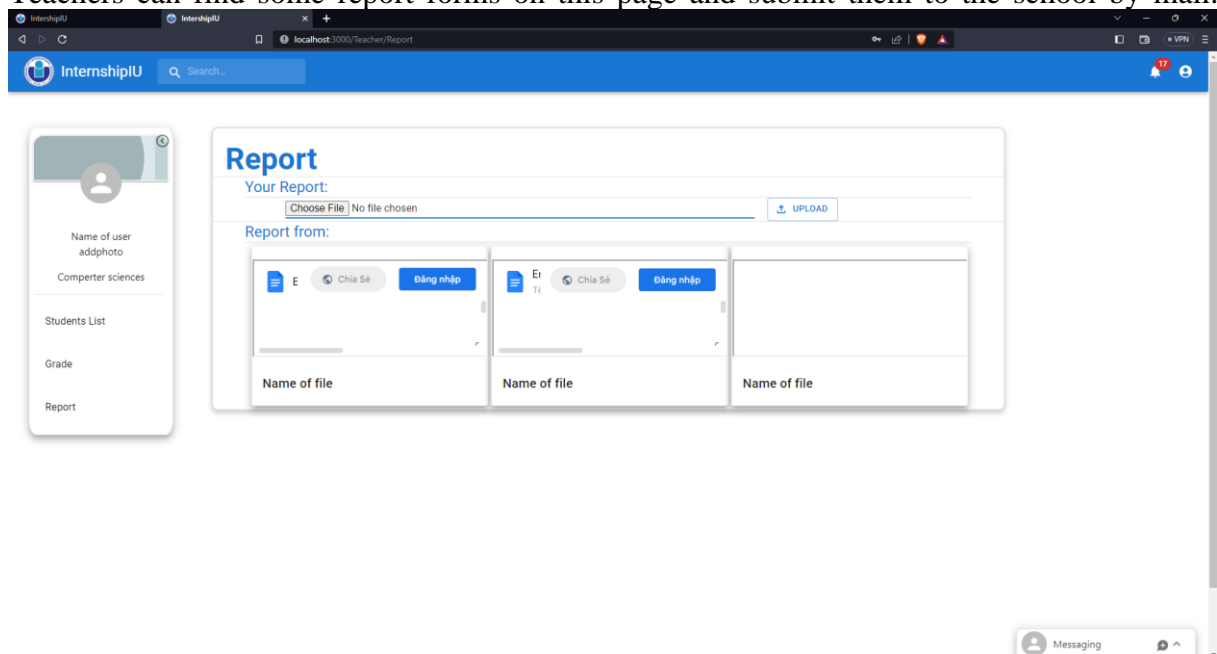 Teachers can find some report forms on this page and submit them to the school by mail.
InternshipIU
InternshipIU
localhost:3000/Teacher/Report
VPN
InternshipIU
Search...
17
Report
Your Report:
Choose File No file chosen
UPLOAD
Name of user
addphoto
Comperter sciences
Report from:
E Chia Sẻ Đăng nhập
Chia Sẻ Đăng nhập
Students List
Grade
Report
Name of file
Name of file
Name of file
Messaging